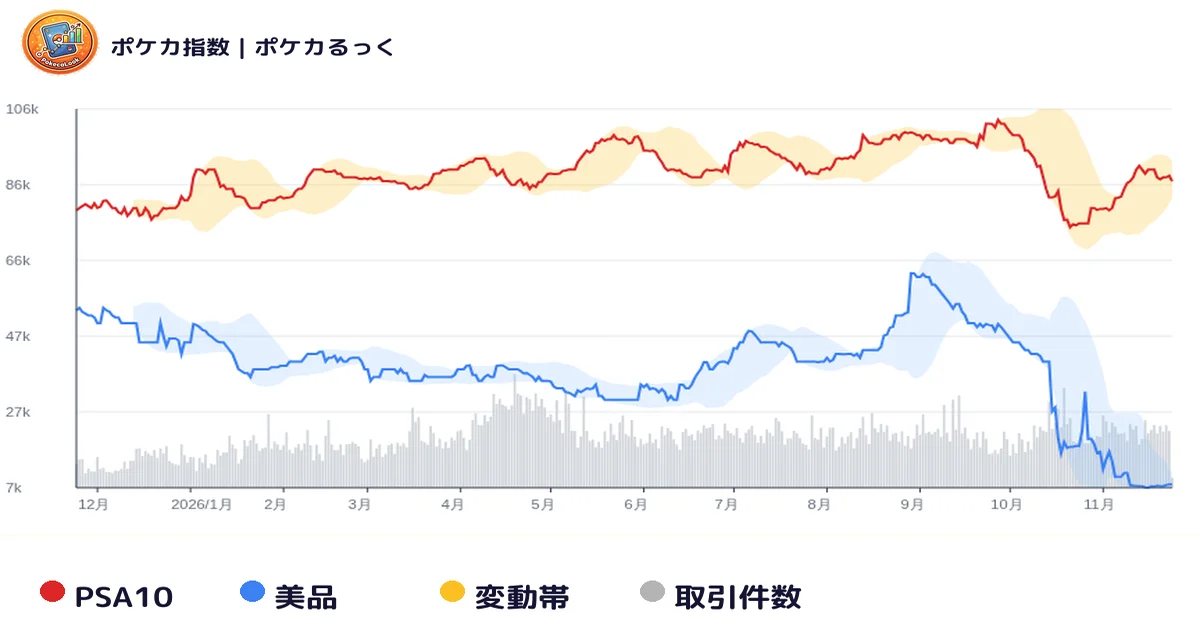 PokecaLook
ポケカ指数 | ポケカるっく
106k
86k
66k
47k
27k
7k
12月 2026/1月 2月 3月 4月 5月 6月 7月 8月 9月 10月 11月
PSA10 美品 変動帯 取引件数